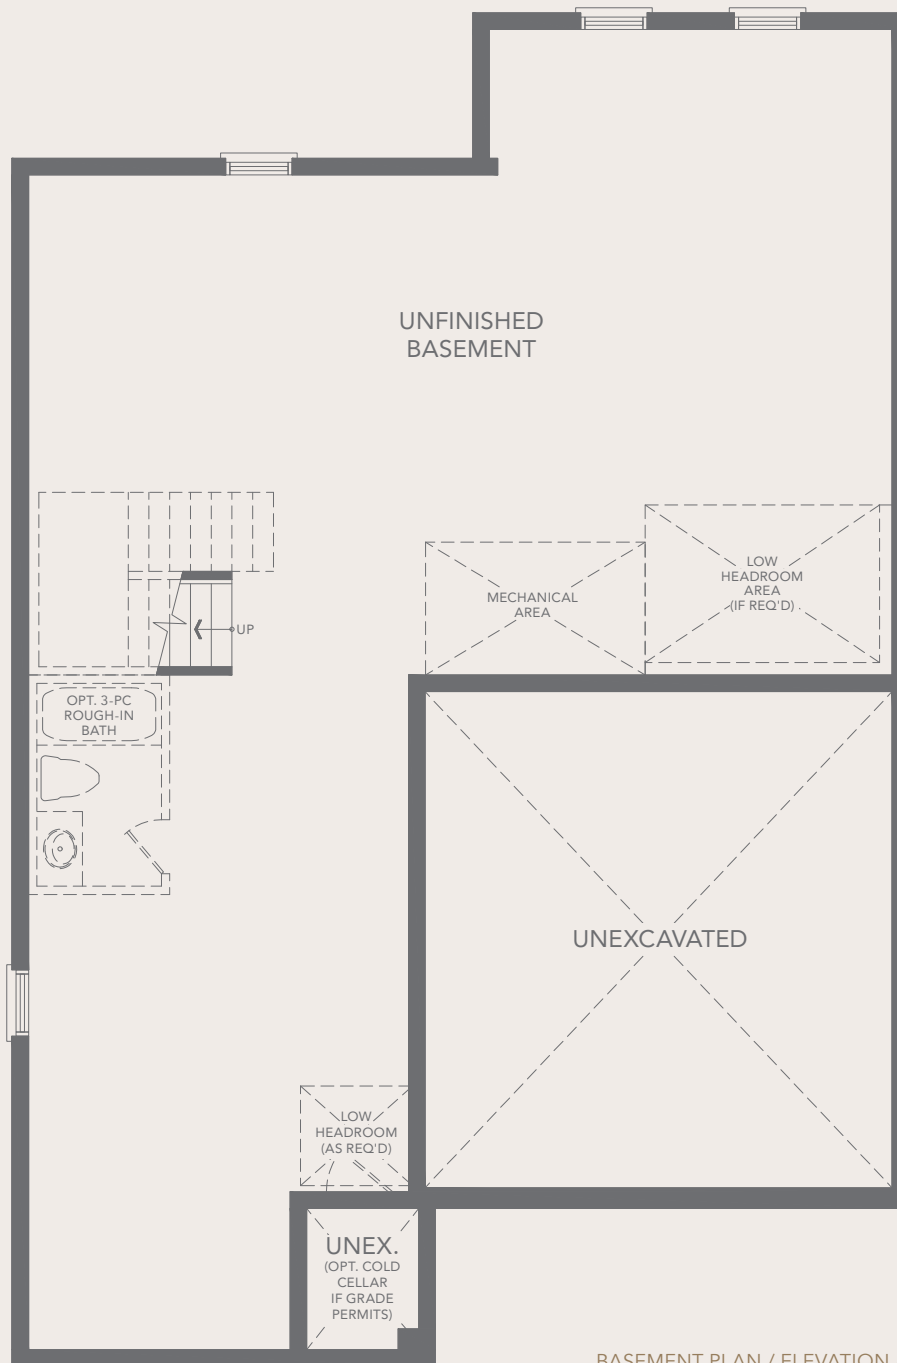 UNFINISHED
BASEMENT
LOW
HEADROOM
AREA
(IF REQ'D)
MECHANICAL
AREA
UP
OPT. 3-PC
ROUGH-IN
BATH
UNEXCAVATED
LOW
HEADROOM
(AS REQ'D)
UNEX.
(OPT. COLD
CELLAR
IF GRADE
PERMITS)
BASEMENT PLAN / ELEVATION